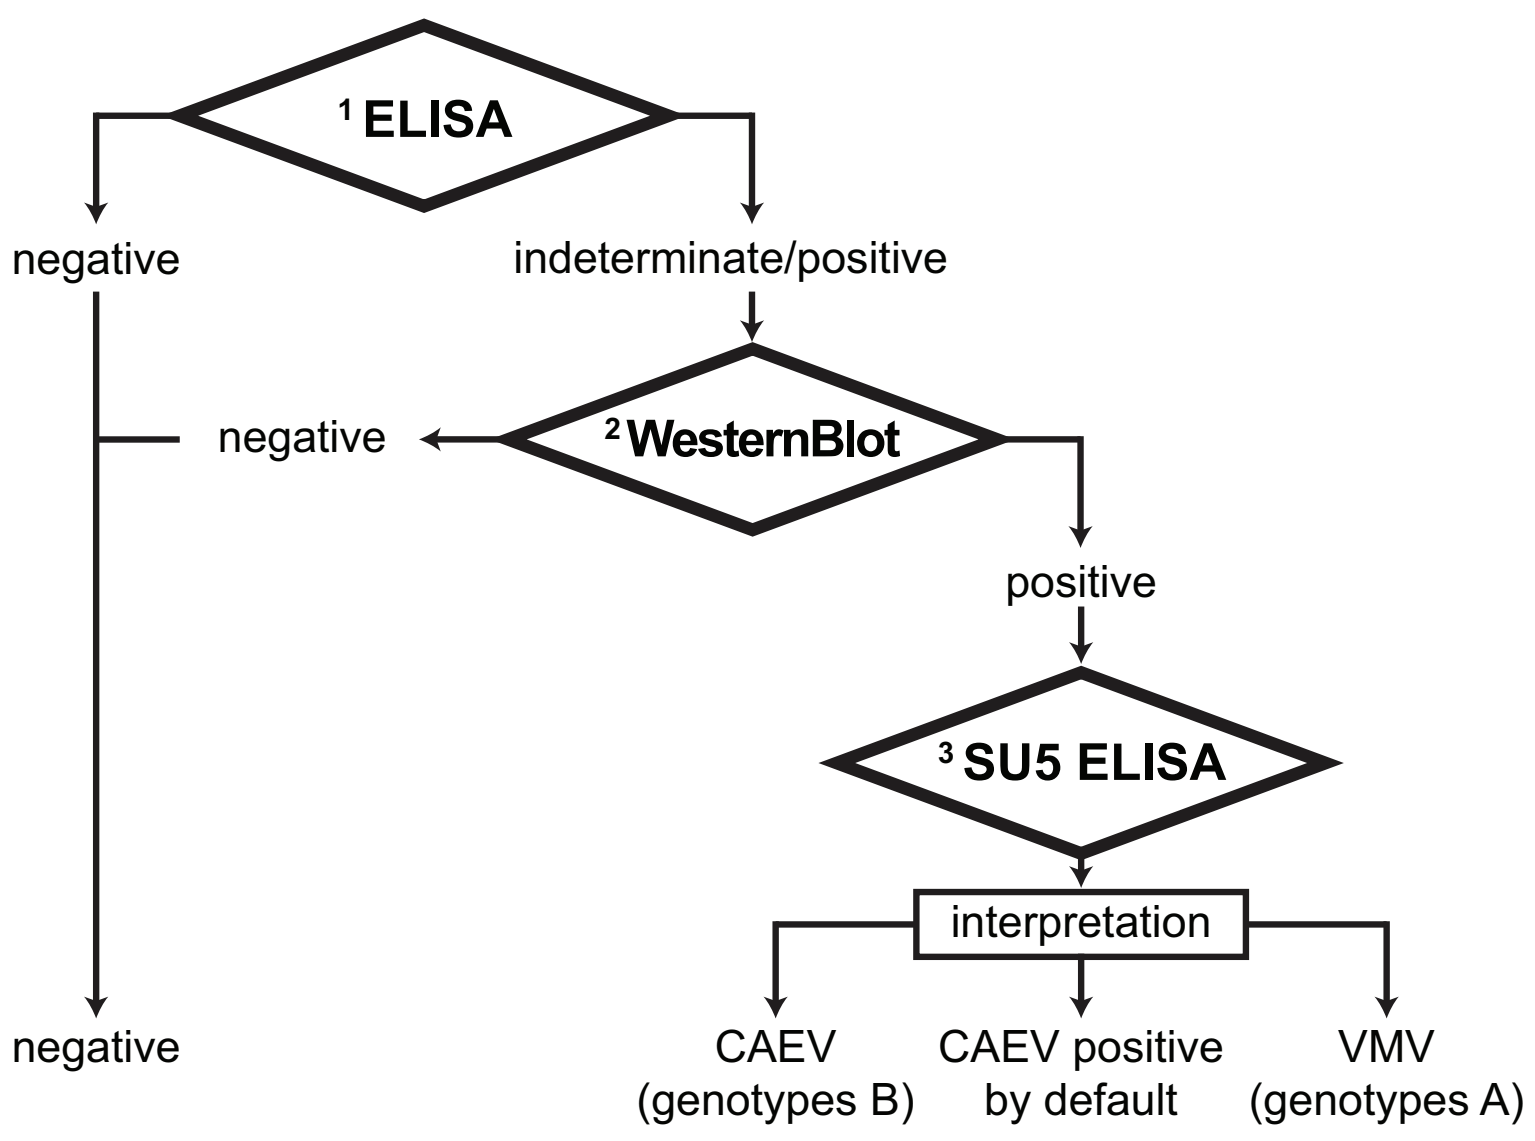 1 ELISA
negative
indeterminate/positive
negative
2 WesternBlot
positive
3 SU5 ELISA
interpretation
negative
CAEV
(genotypes B)
CAEV positive
by default
VMV
(genotypes A)